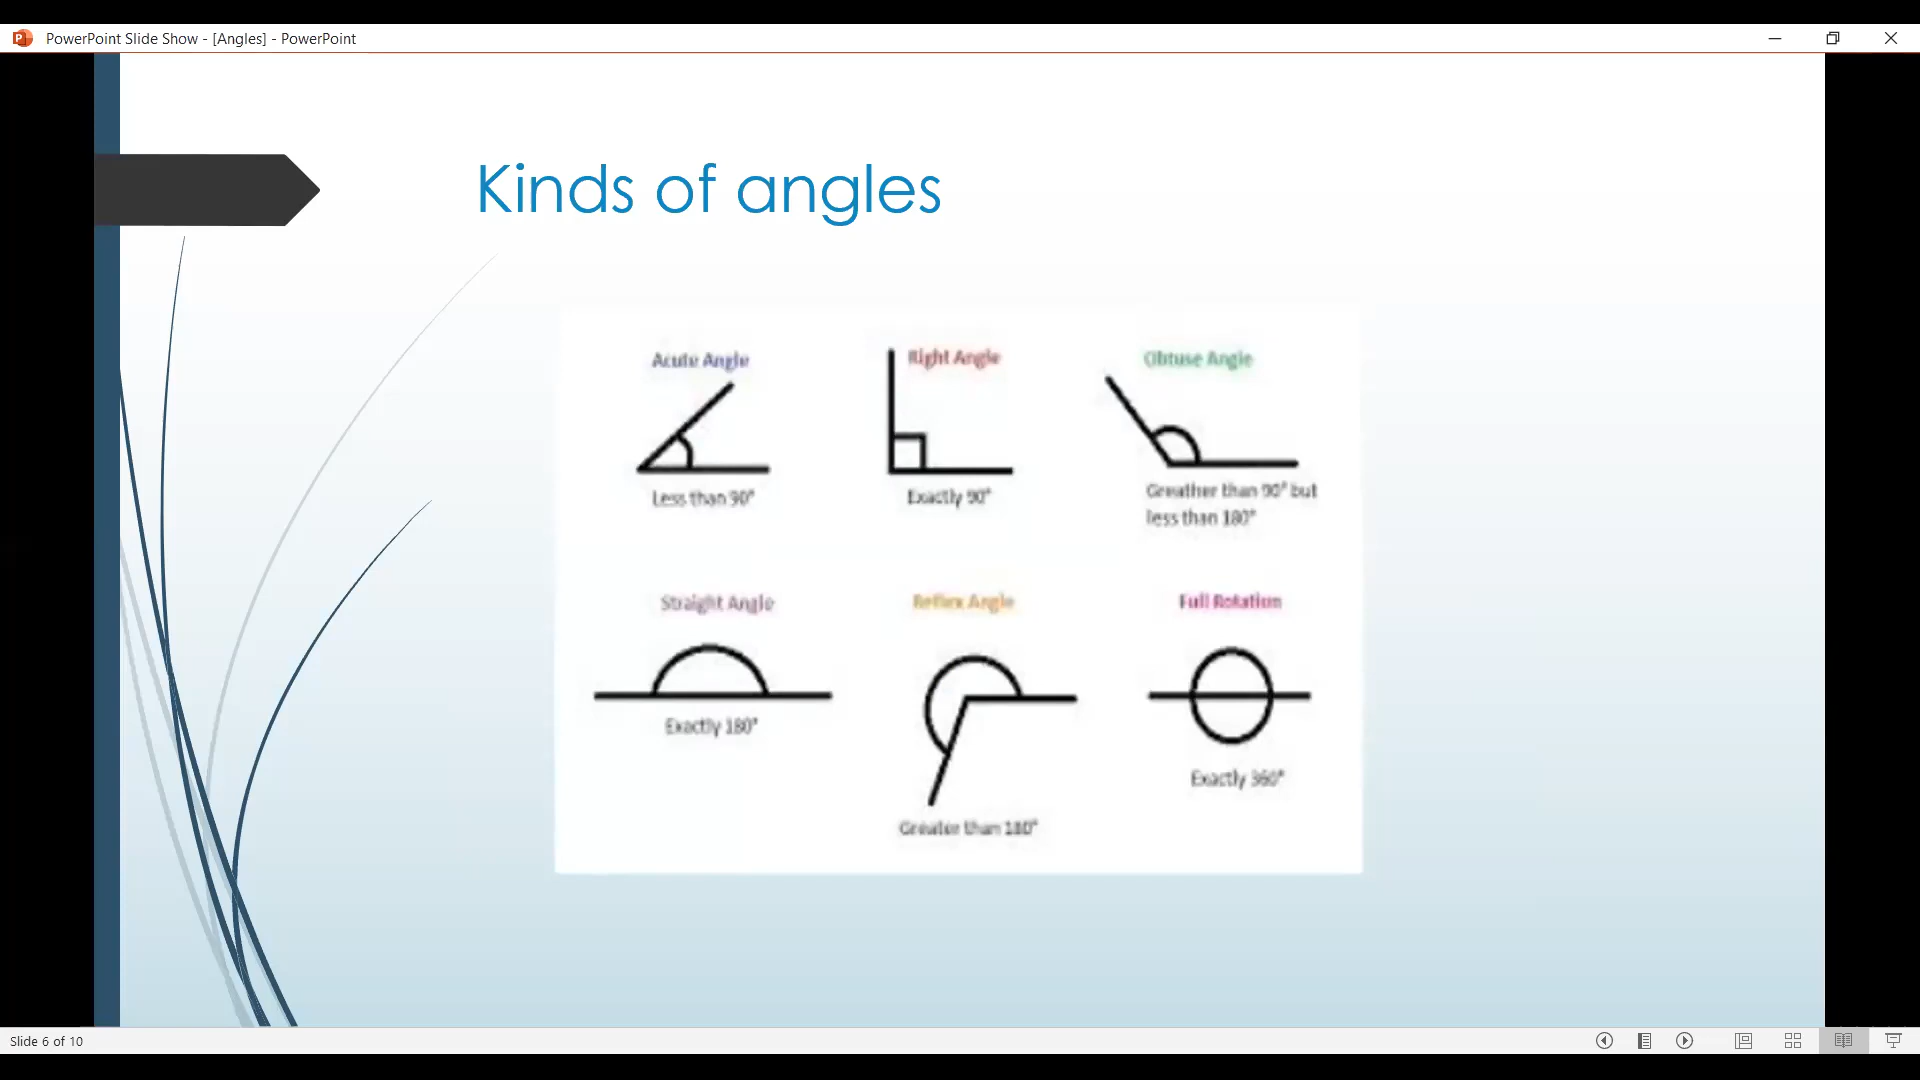 PowerPoint Slide Show - [Angles] - PowerPoint
Kinds of angles
Acute Angle
Right Angle
Obtuse Angle
Less than 90°
Exactly 90°
Greather than 90° but
less than 180°
Straight Angle
Reflex Angle
Full Rotation
Exactly 180°
Exactly 360°
Greater than 180°
Slide 6 of 10